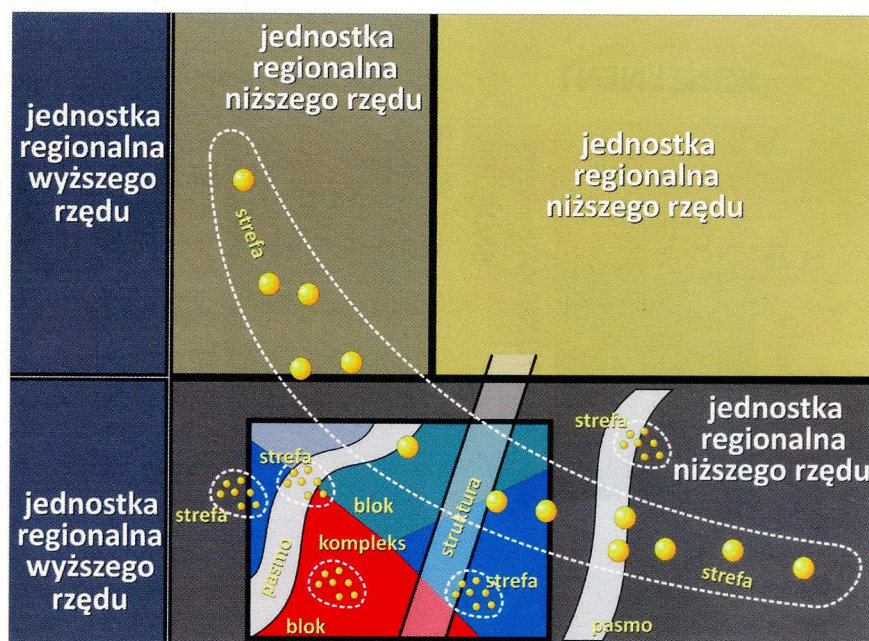 jednostka
regionalna
wyższego
rzędu
jednostka
regionalna
niższego rzędu
jednostka
regionalna
niższego rzędu
strefa
jednostka
regionalna
wyższego
rzędu
strefa
jednostka
regionalna
niższego rzędu
strefa
strefa
blok
struktura
kompleks
pasmo
strefa
strefa
blok
pasmo